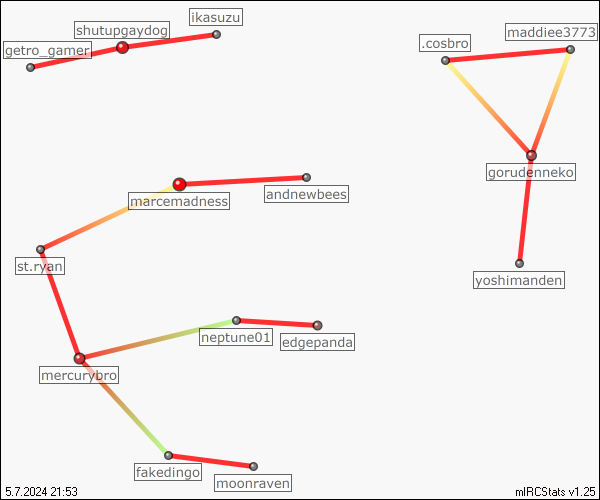 ikasuzu
shutupgaydog
getro_gamer
maddiee3773
.cosbro
gorudenneko
andnewbees
marcemadness
st.ryan
yoshimanden
neptune01
edgepanda
mercurybro
fakedingo
moonraven
5.7.2024 21:53
mIRCStats v1.25